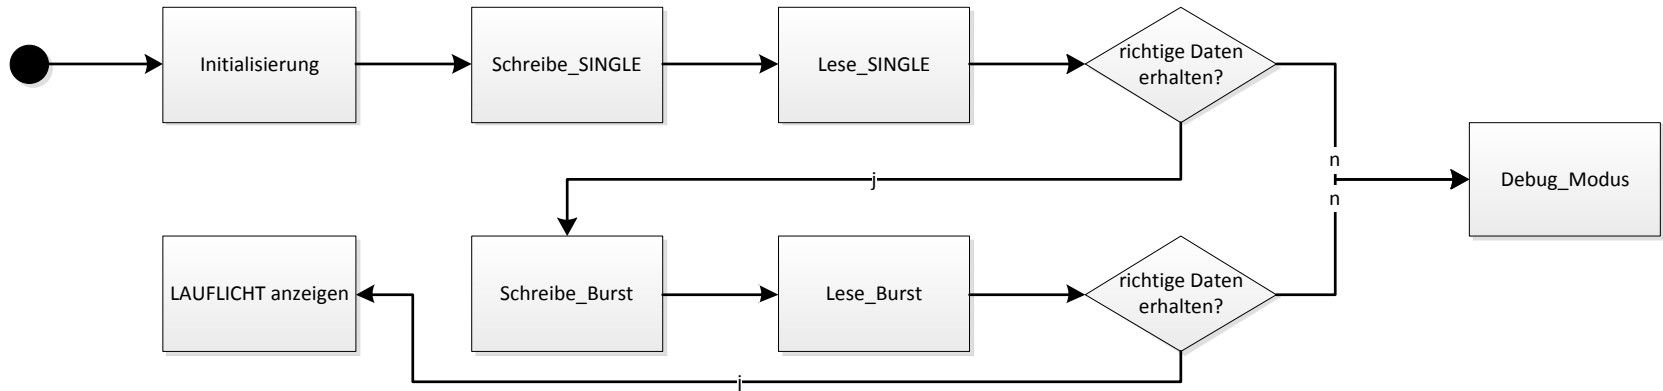 Initialisierung
Schreibe_SINGLE
Lese_SINGLE
richtige Daten
erhalten?
n
j
n
Debug_Modus
LAUFLICHT anzeigen
Schreibe_Burst
Lese_Burst
richtige Daten
erhalten?
j